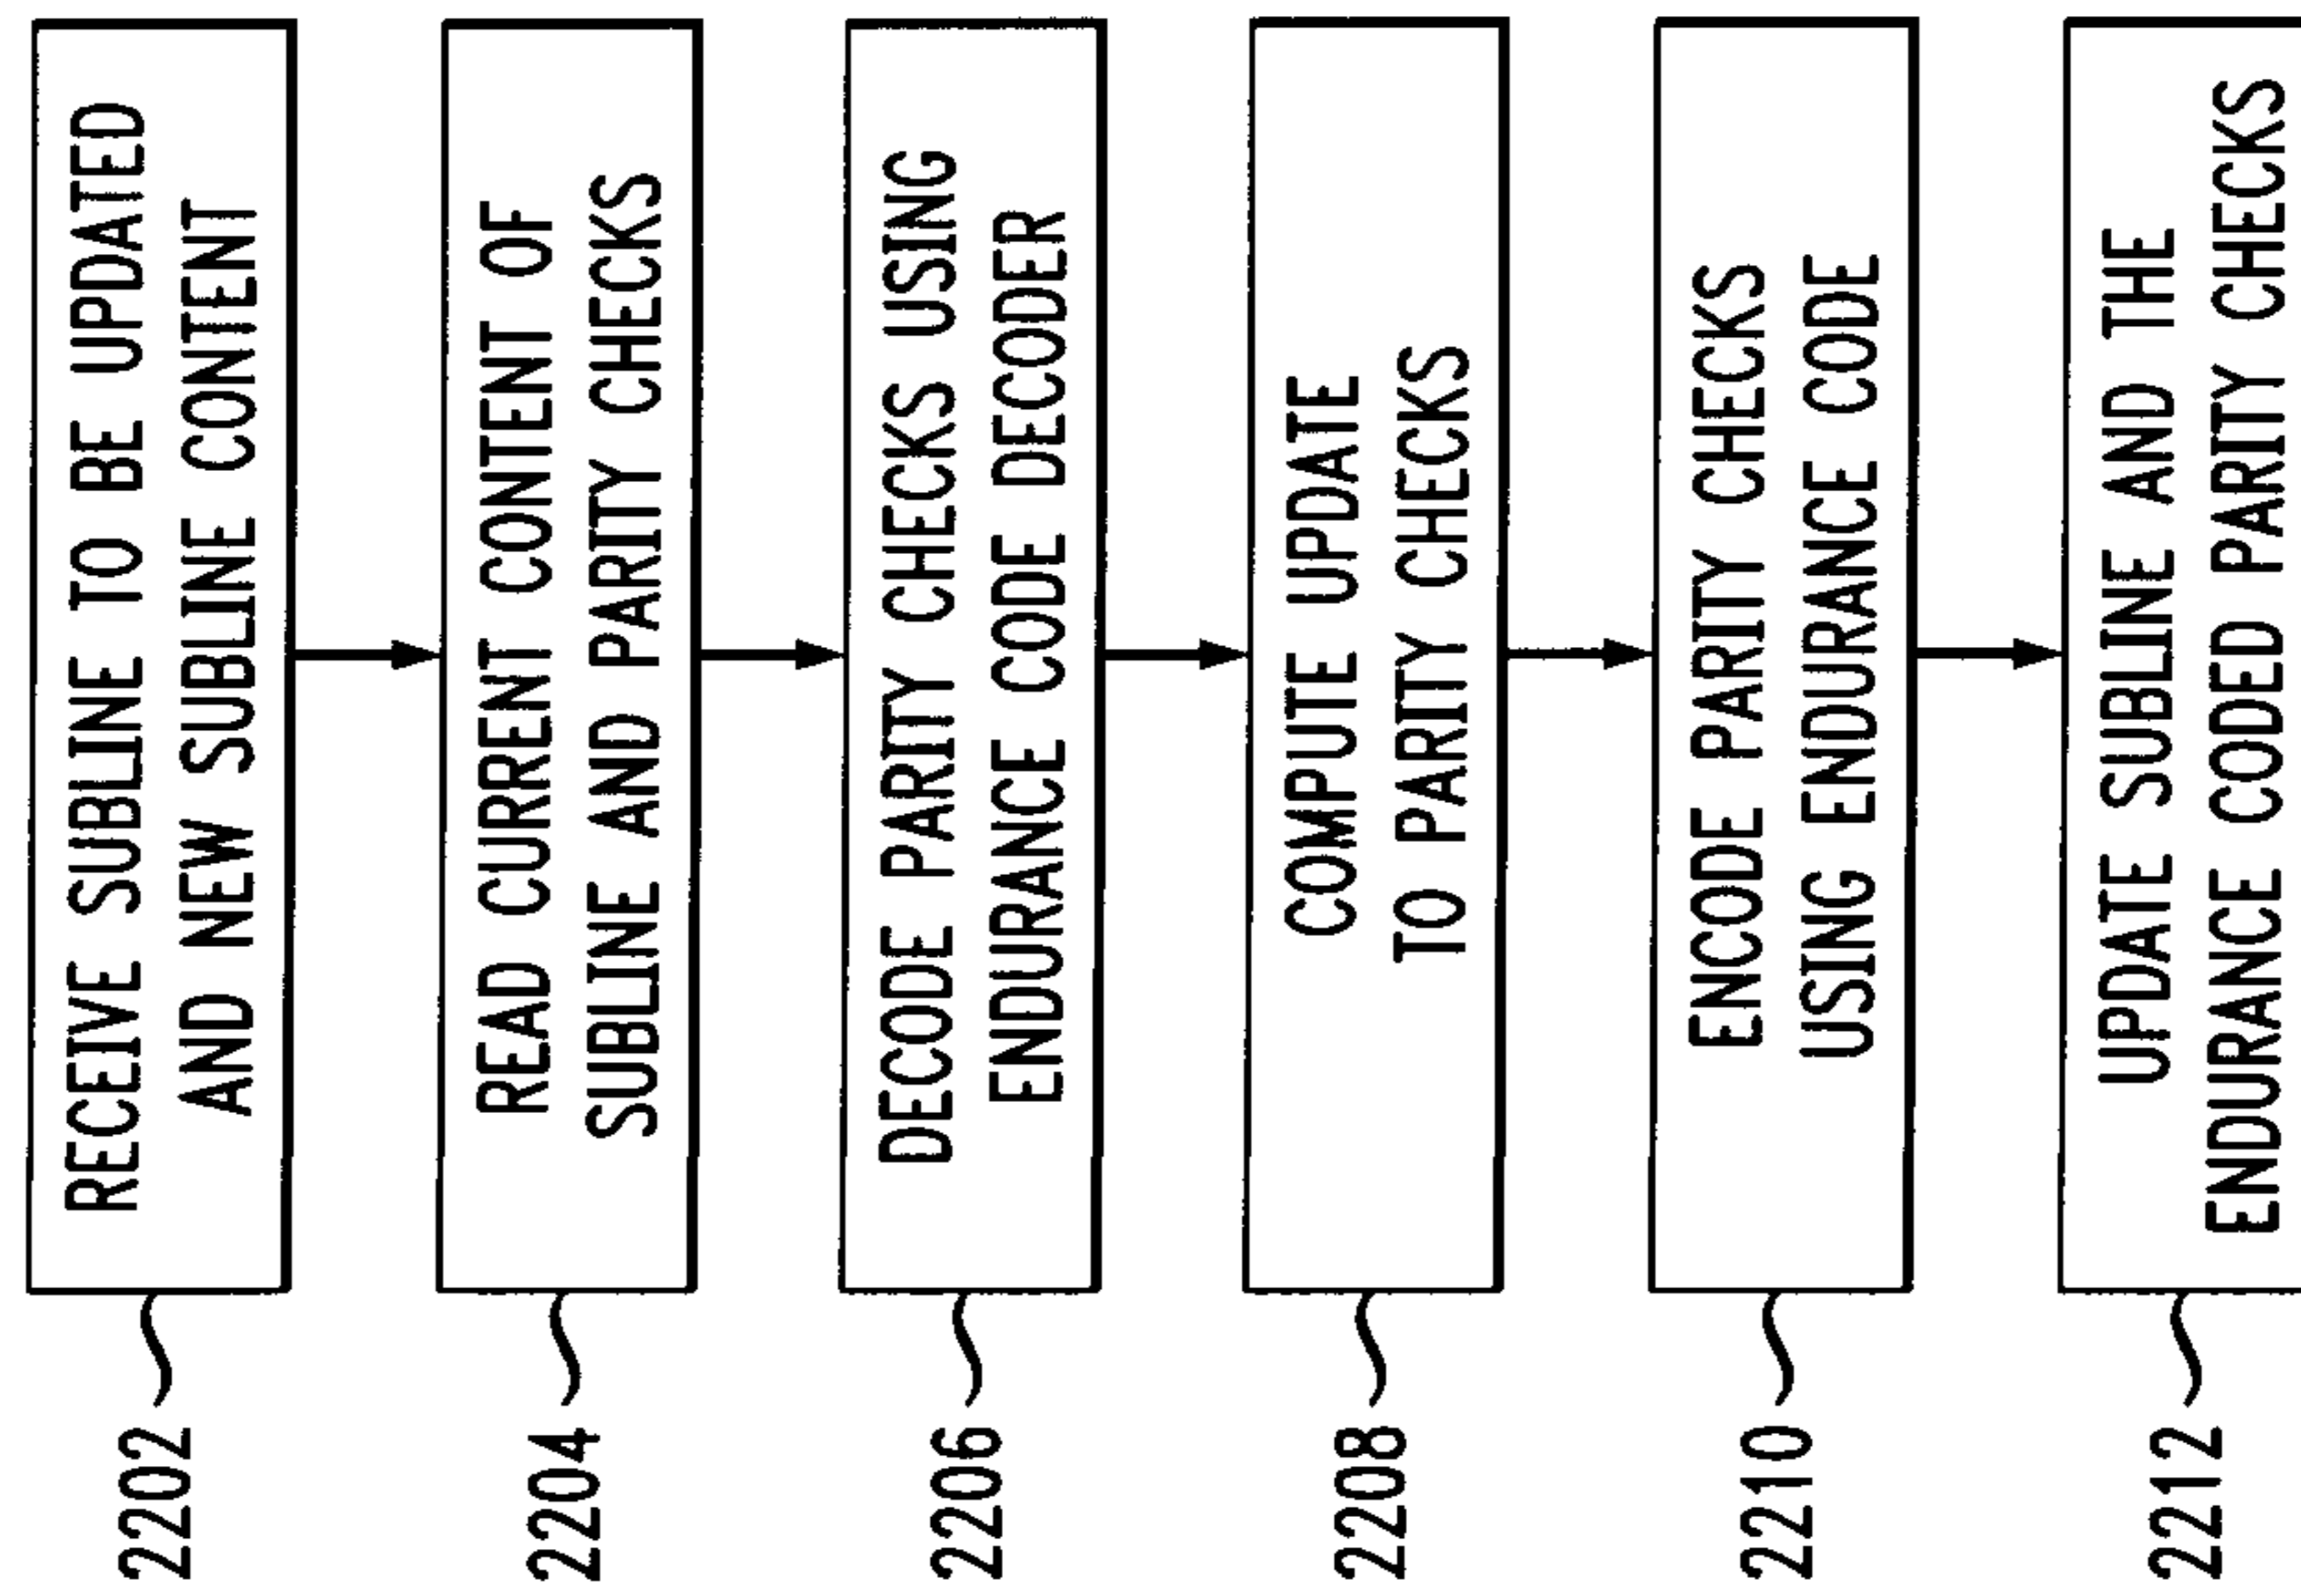 2202
RECEIVE SUBLINE TO BE UPDATED
AND NEW SUBLINE CONTENT
2204
READ CURRENT CONTENT OF
SUBLINE AND PARITY CHECKS
2206
DECODE PARITY CHECKS USING
ENDURANCE CODE DECODER
2208
COMPUTE UPDATE
TO PARITY CHECKS
2210
ENCODE PARITY CHECKS
USING ENDURANCE CODE
2212
UPDATE SUBLINE AND THE
ENDURANCE CODED PARITY CHECKS